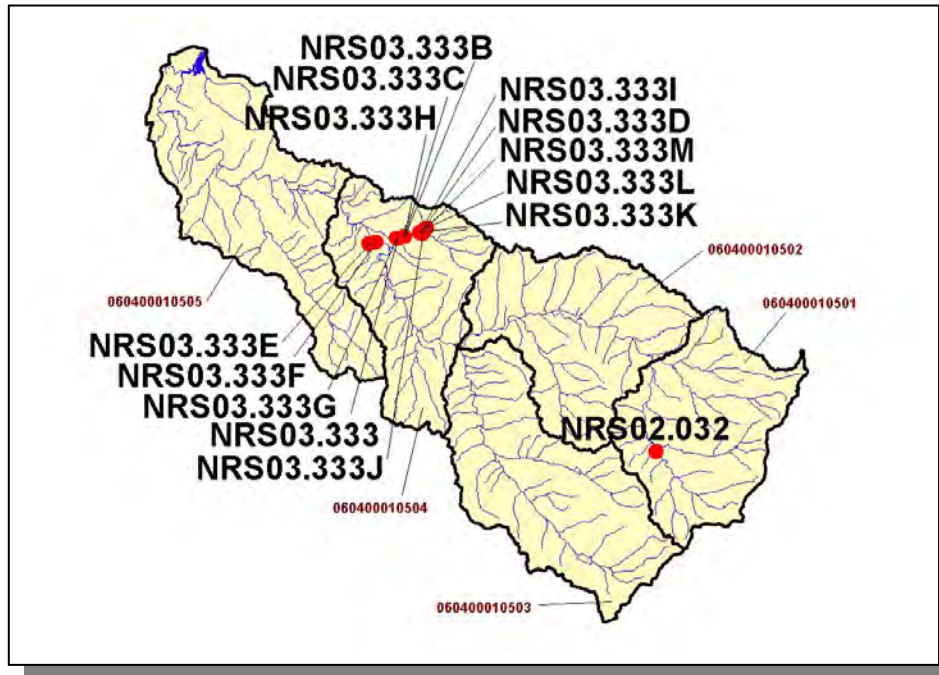 NRS03.333B
NRS03.333C
NRS03.333H
NRS03.333I
NRS03.333D
NRS03.333M
NRS03.333L
NRS03.333K
060400010502
060400010501
060400010505
NRS03.333E
NRS03.333F
NRS03.333G
NRS03.333
NRS03.333J
NRS02.032
060400010504
060400010503